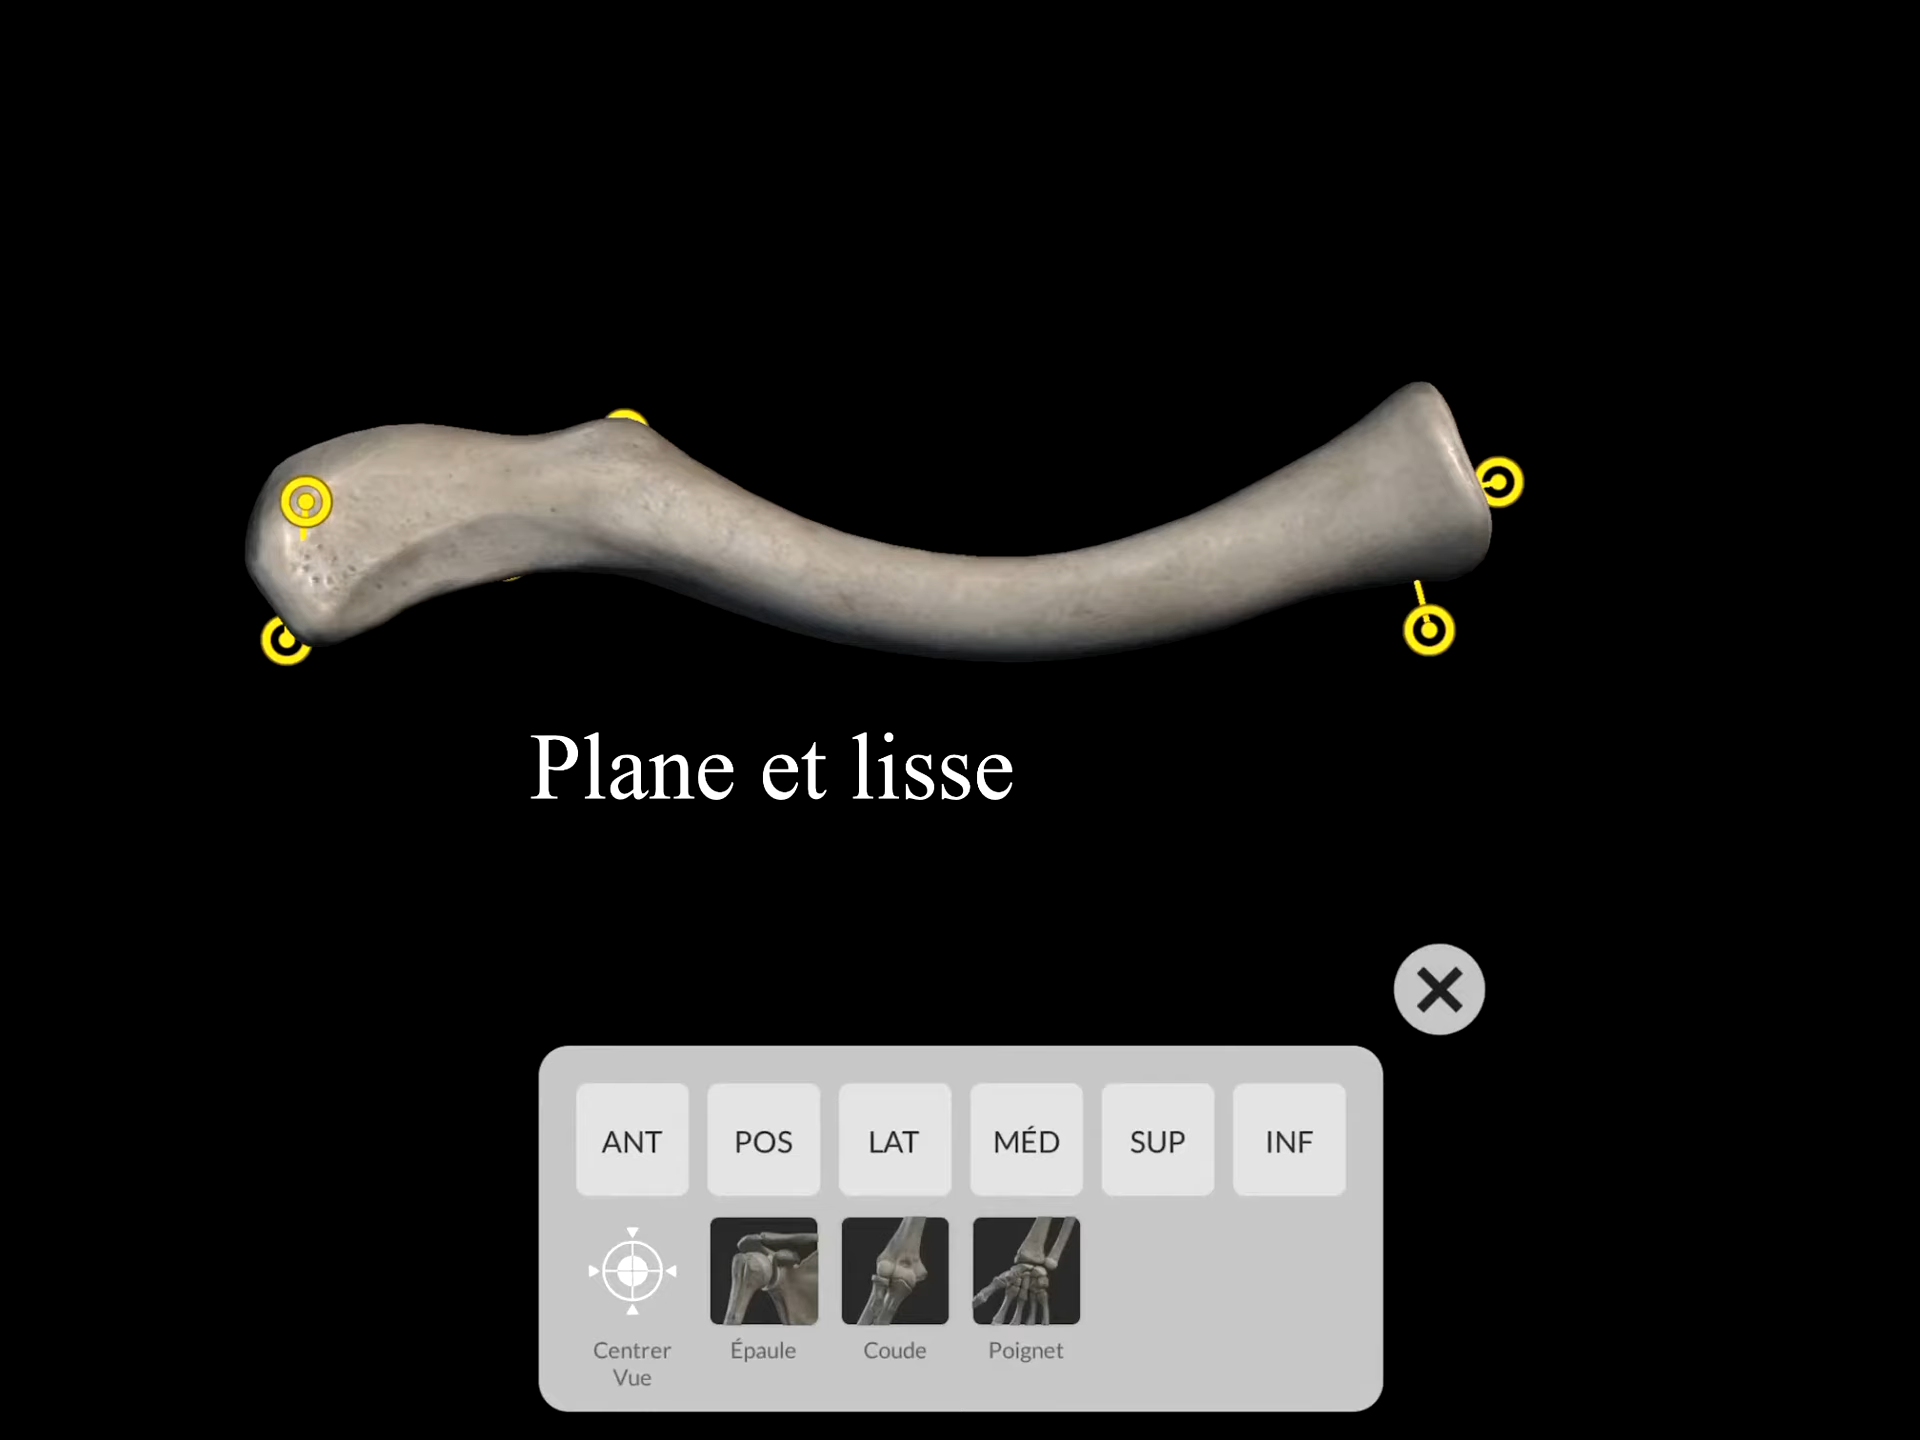 Plane et lisse
ANT POS LAT MÉD SUP INF
Centrer Vue
Épaule
Coude
Poignet